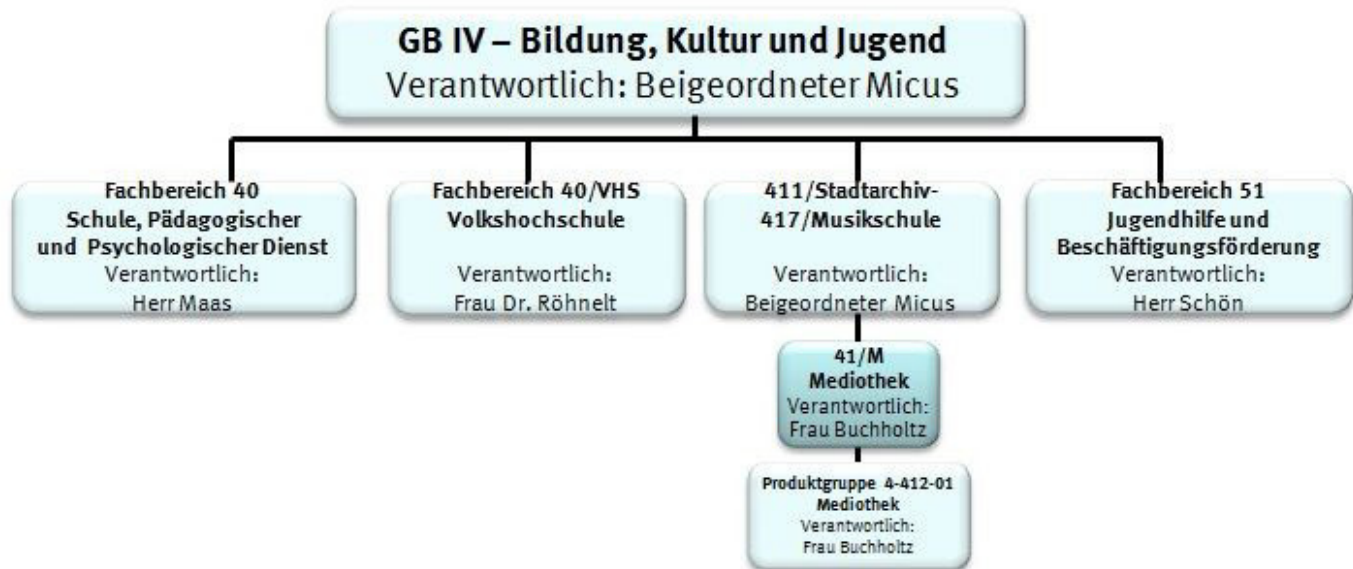 GB IV – Bildung, Kultur und Jugend
Verantwortlich: Beigeordneter Micus
Fachbereich 40
Schule, Pädagogischer
und Psychologischer Dienst
Verantwortlich:
Herr Maas
Fachbereich 40/VHS
Volkshochschule
Verantwortlich:
Frau Dr. Röhnelt
411/Stadtarchiv-
417/Musikschule
Verantwortlich:
Beigeordneter Micus
Fachbereich 51
Jugendhilfe und
Beschäftigungsförderung
Verantwortlich:
Herr Schön
41/M
Mediothek
Verantwortlich:
Frau Buchholtz
Produktgruppe 4-412-01
Mediothek
Verantwortlich:
Frau Buchholtz